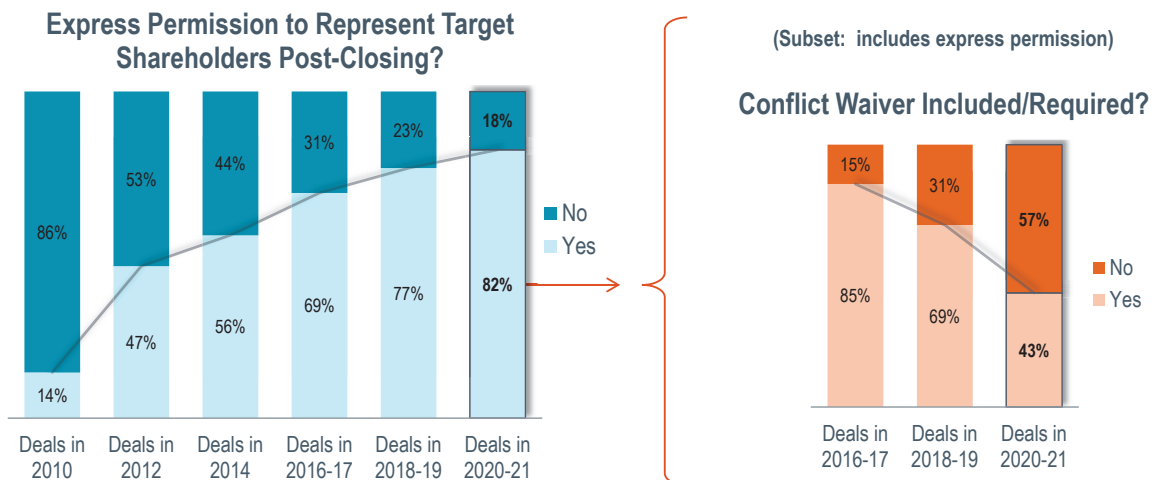 Express Permission to Represent Target
Shareholders Post-Closing?
86%
14%
53%
47%
44%
56%
31%
69%
23%
77%
18%
82%
No
Yes
Deals in
2010
Deals in
2012
Deals in
2014
Deals in
2016-17
Deals in
2018-19
Deals in
2020-21
(Subset: includes express permission)
Conflict Waiver Included/Required?
15%
85%
31%
69%
57%
43%
No
Yes
Deals in
2016-17
Deals in
2018-19
Deals in
2020-21